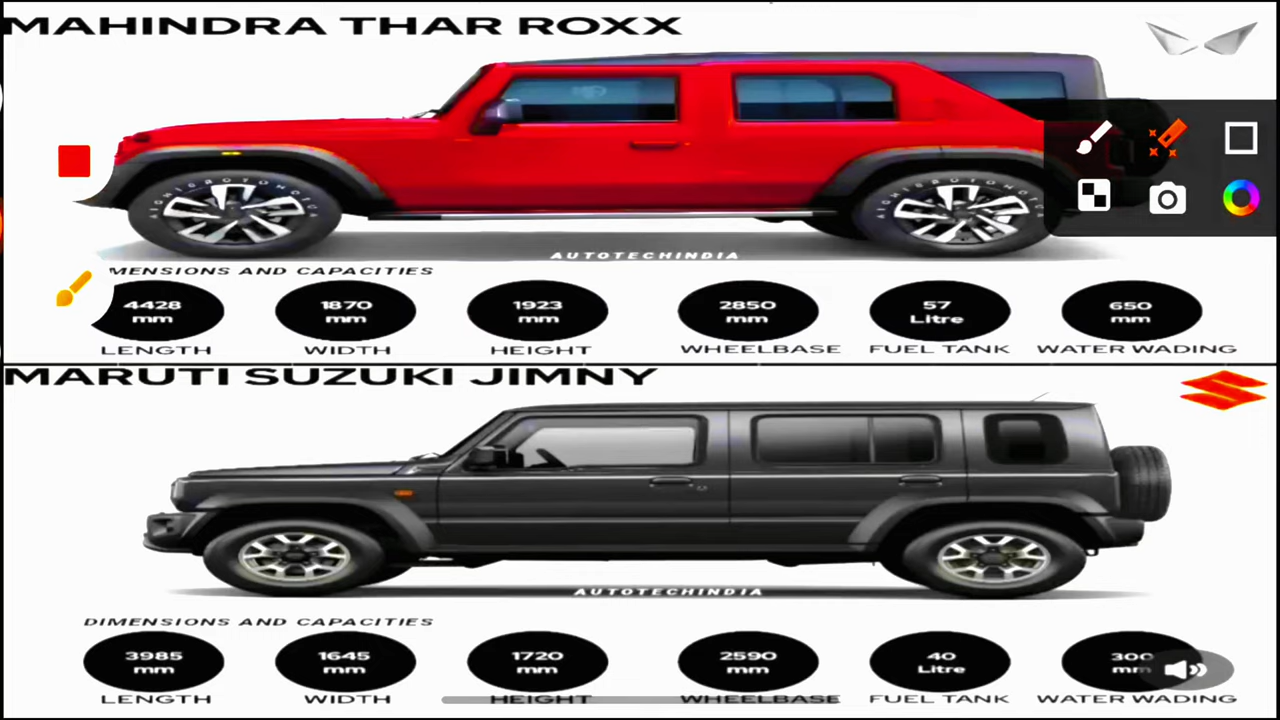 MAHINDRA THAR ROXX
AUTOTECHINDIA
MENSIONS AND CAPACITIES
4428 mm
LENGTH
1870 mm
WIDTH
1923 mm
HEIGHT
2850 mm
WHEELBASE
57 Litre
FUEL TANK
650 mm
WATER WADING
MARUTI SUZUKI JIMNY
AUTOTECHINDIA
DIMENSIONS AND CAPACITIES
3985 mm
LENGTH
1645 mm
WIDTH
1720 mm
HEIGHT
2590 mm
WHEELBASE
40 Litre
FUEL TANK
300 mm
WATER WADING